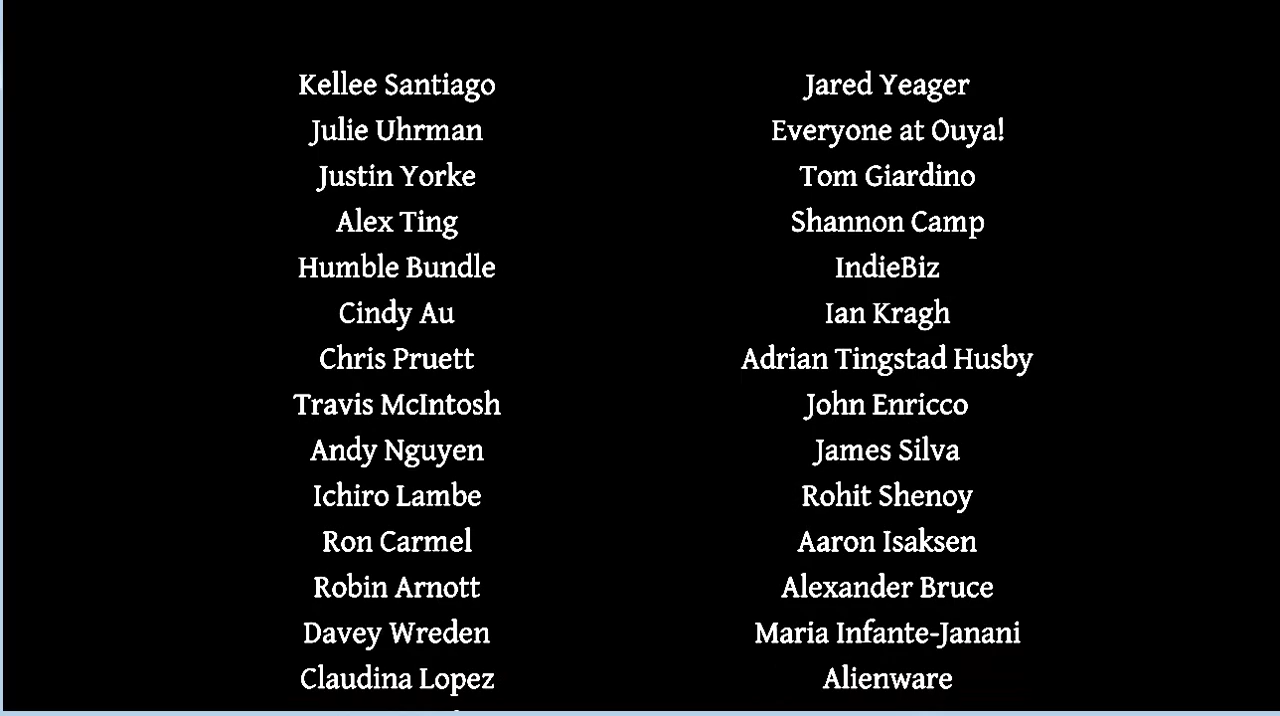 Kellee Santiago
Julie Uhrman
Justin Yorke
Alex Ting
Humble Bundle
Cindy Au
Chris Pruett
Travis McIntosh
Andy Nguyen
Ichiro Lambe
Ron Carmel
Robin Arnott
Davey Wreden
Claudina Lopez
Jared Yeager
Everyone at Ouya!
Tom Giardino
Shannon Camp
IndieBiz
Ian Kragh
Adrian Tingstad Husby
John Enricco
James Silva
Rohit Shenoy
Aaron Isaksen
Alexander Bruce
Maria Infante-Janani
Alienware